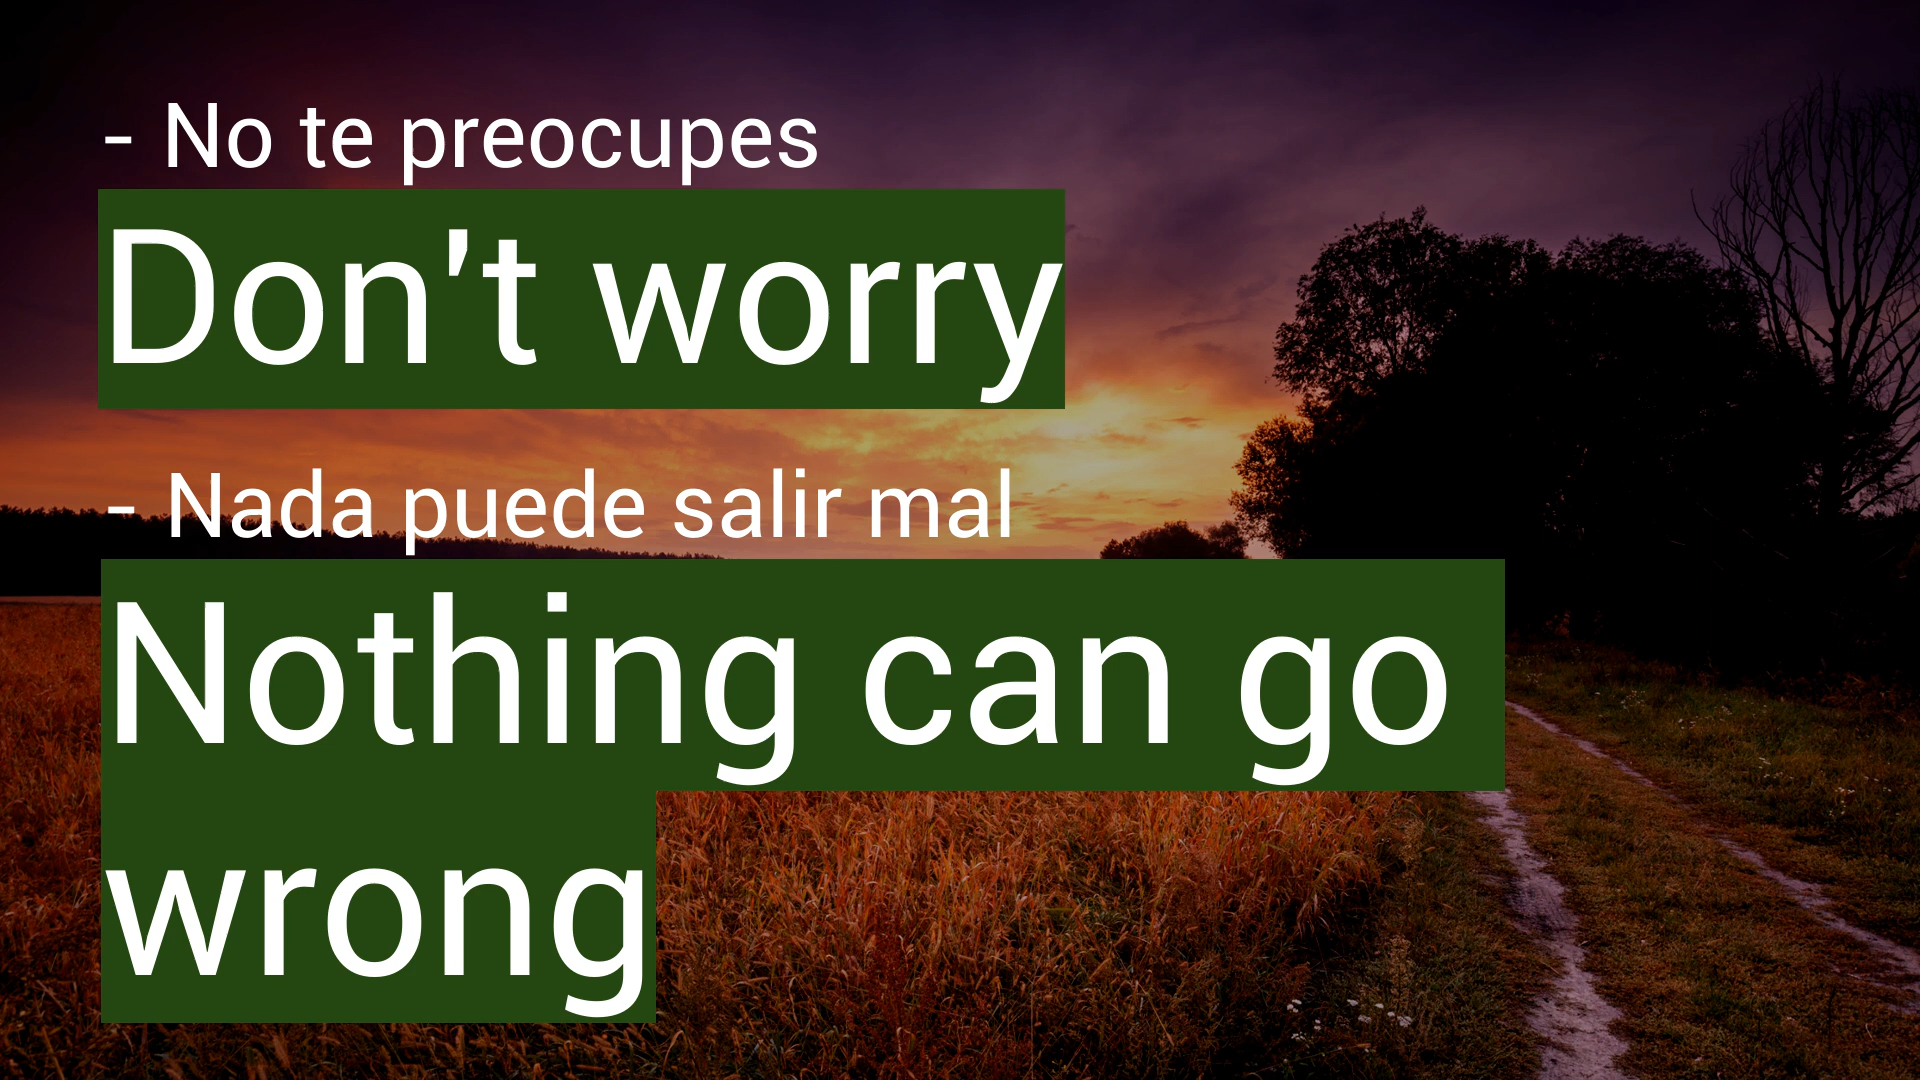 - No te preocupes
Don't worry
- Nada puede salir mal
Nothing can go
wrong